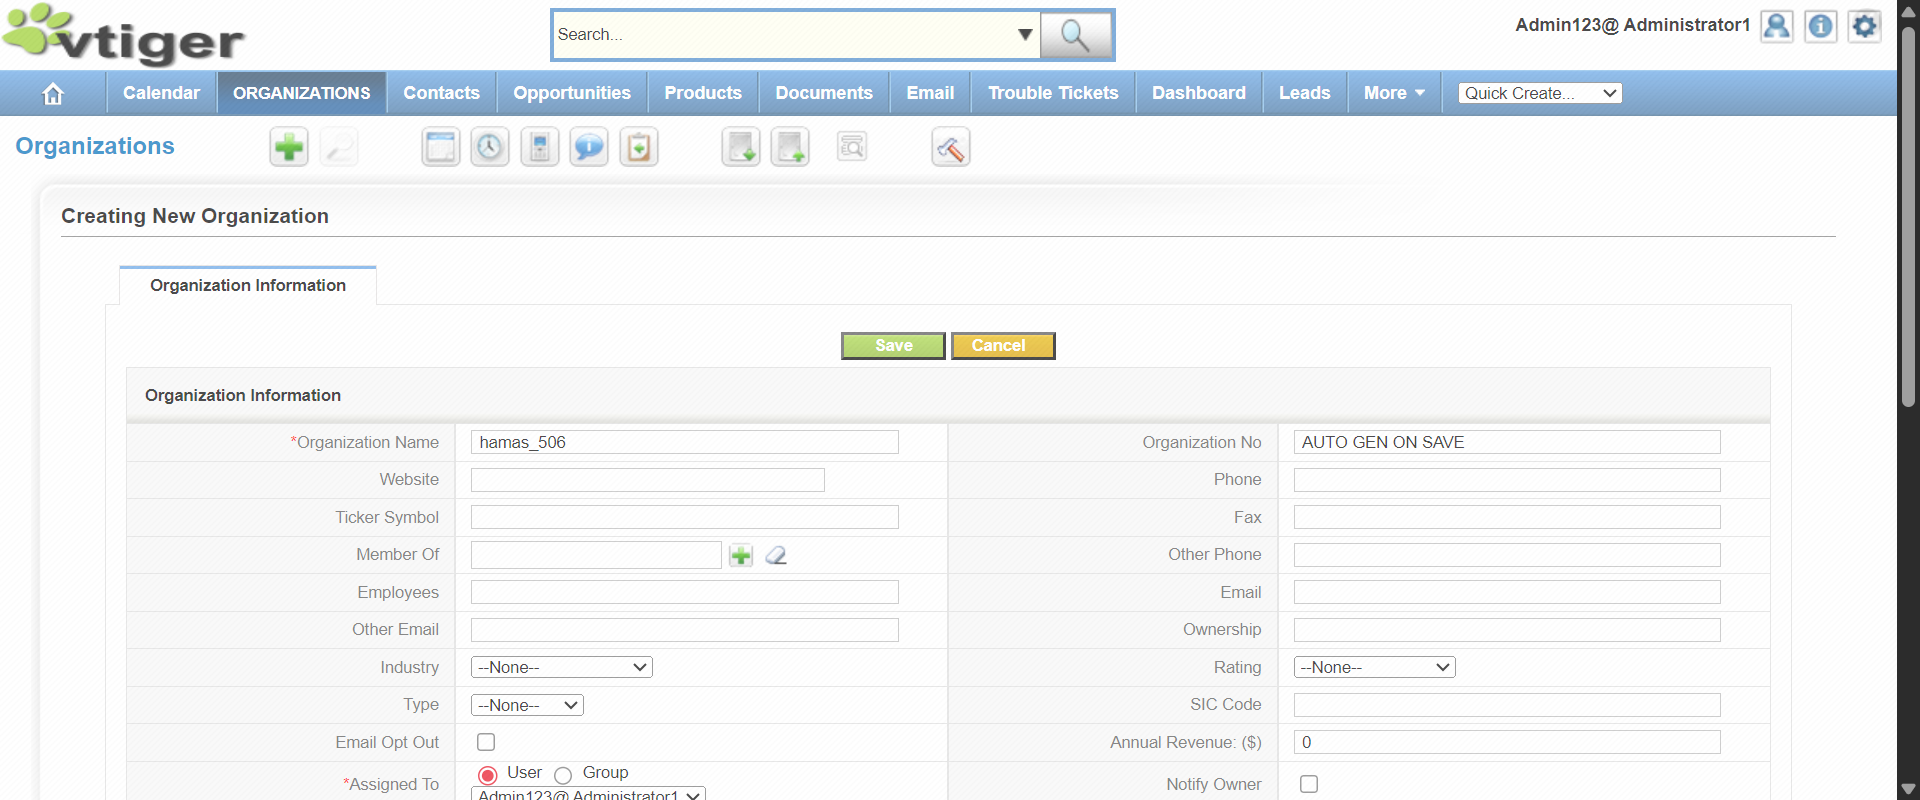 vtiger
Search...
Admin123@ Administrator1
Calendar
ORGANIZATIONS
Contacts
Opportunities
Products
Documents
Email
Trouble Tickets
Dashboard
Leads
More
Quick Create...
Organizations
Creating New Organization
Organization Information
Save
Cancel
Organization Information
*Organization Name
hamas_506
Organization No
AUTO GEN ON SAVE
Website
Phone
Ticker Symbol
Fax
Member Of
Other Phone
Employees
Email
Other Email
Ownership
Industry
--None--
Rating
--None--
Type
--None--
SIC Code
Email Opt Out
Annual Revenue: ($)
0
*Assigned To
User
Group
Admin123@ Administrator1
Notify Owner